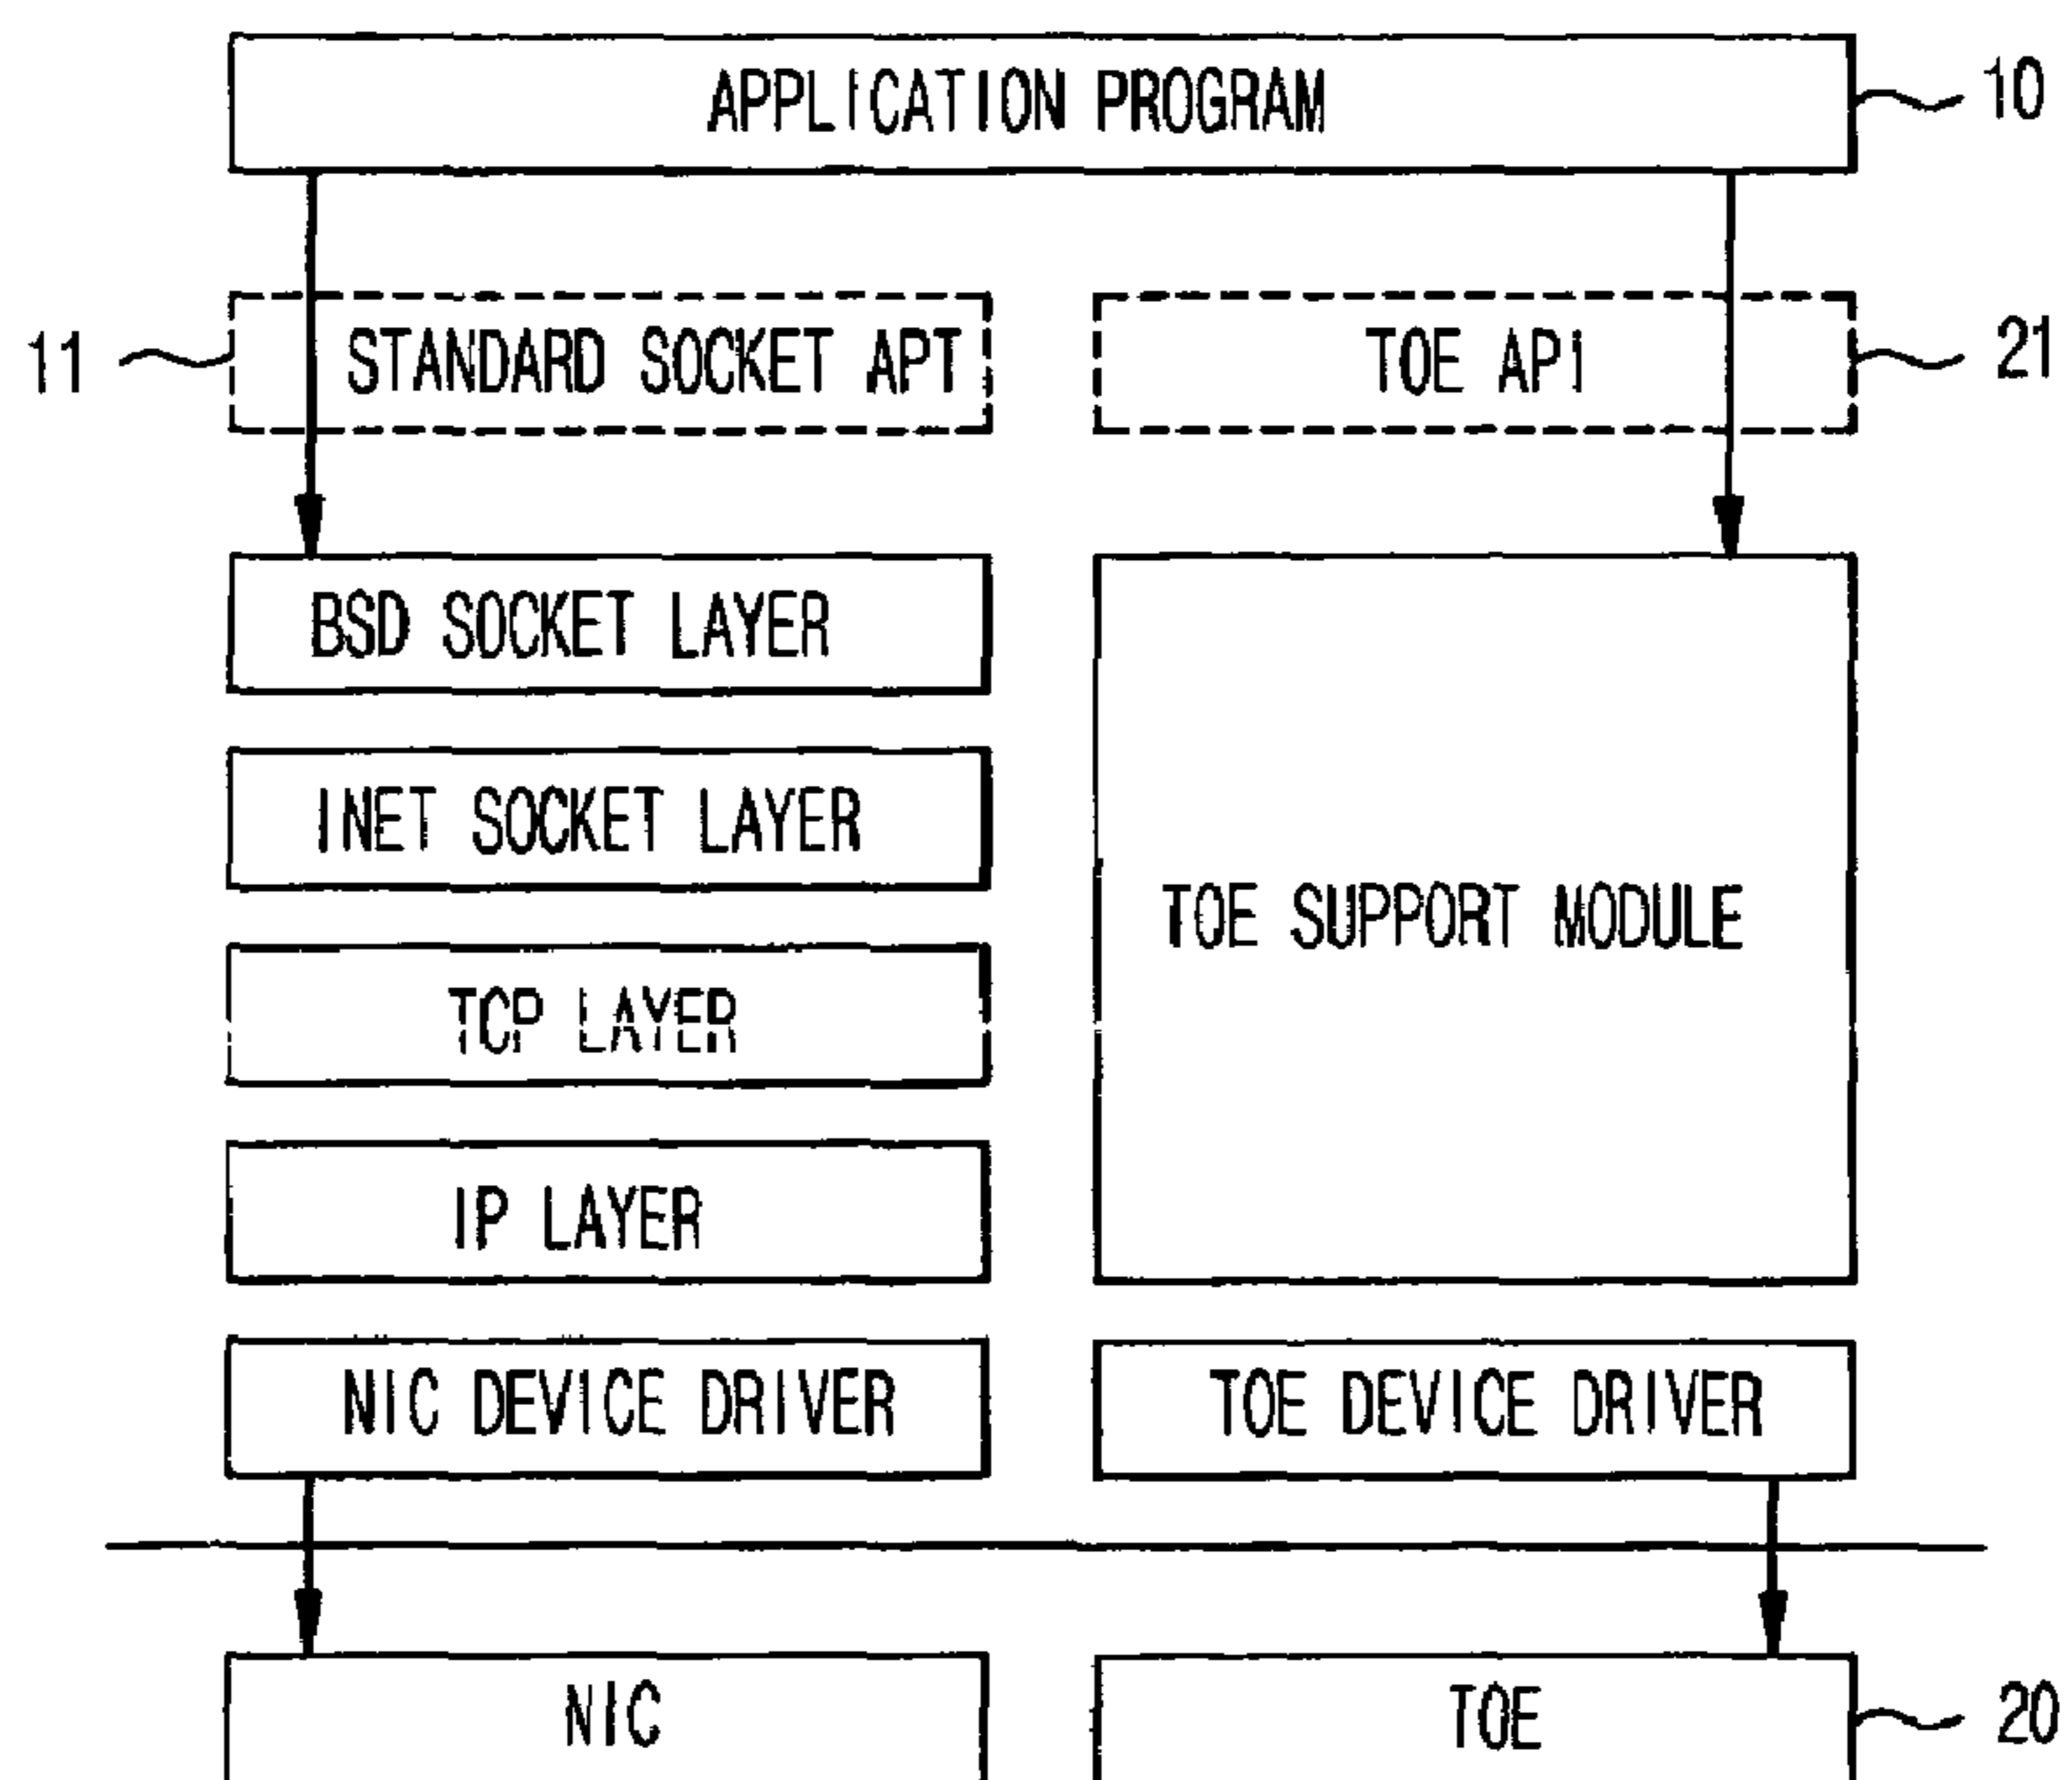 APPLICATION PROGRAM
10
11
STANDARD SOCKET APT
TOE API
21
BSD SOCKET LAYER
INET SOCKET LAYER
TOE SUPPORT MODULE
TCP LAYER
IP LAYER
NIC DEVICE DRIVER
TOE DEVICE DRIVER
NIC
TOE
20